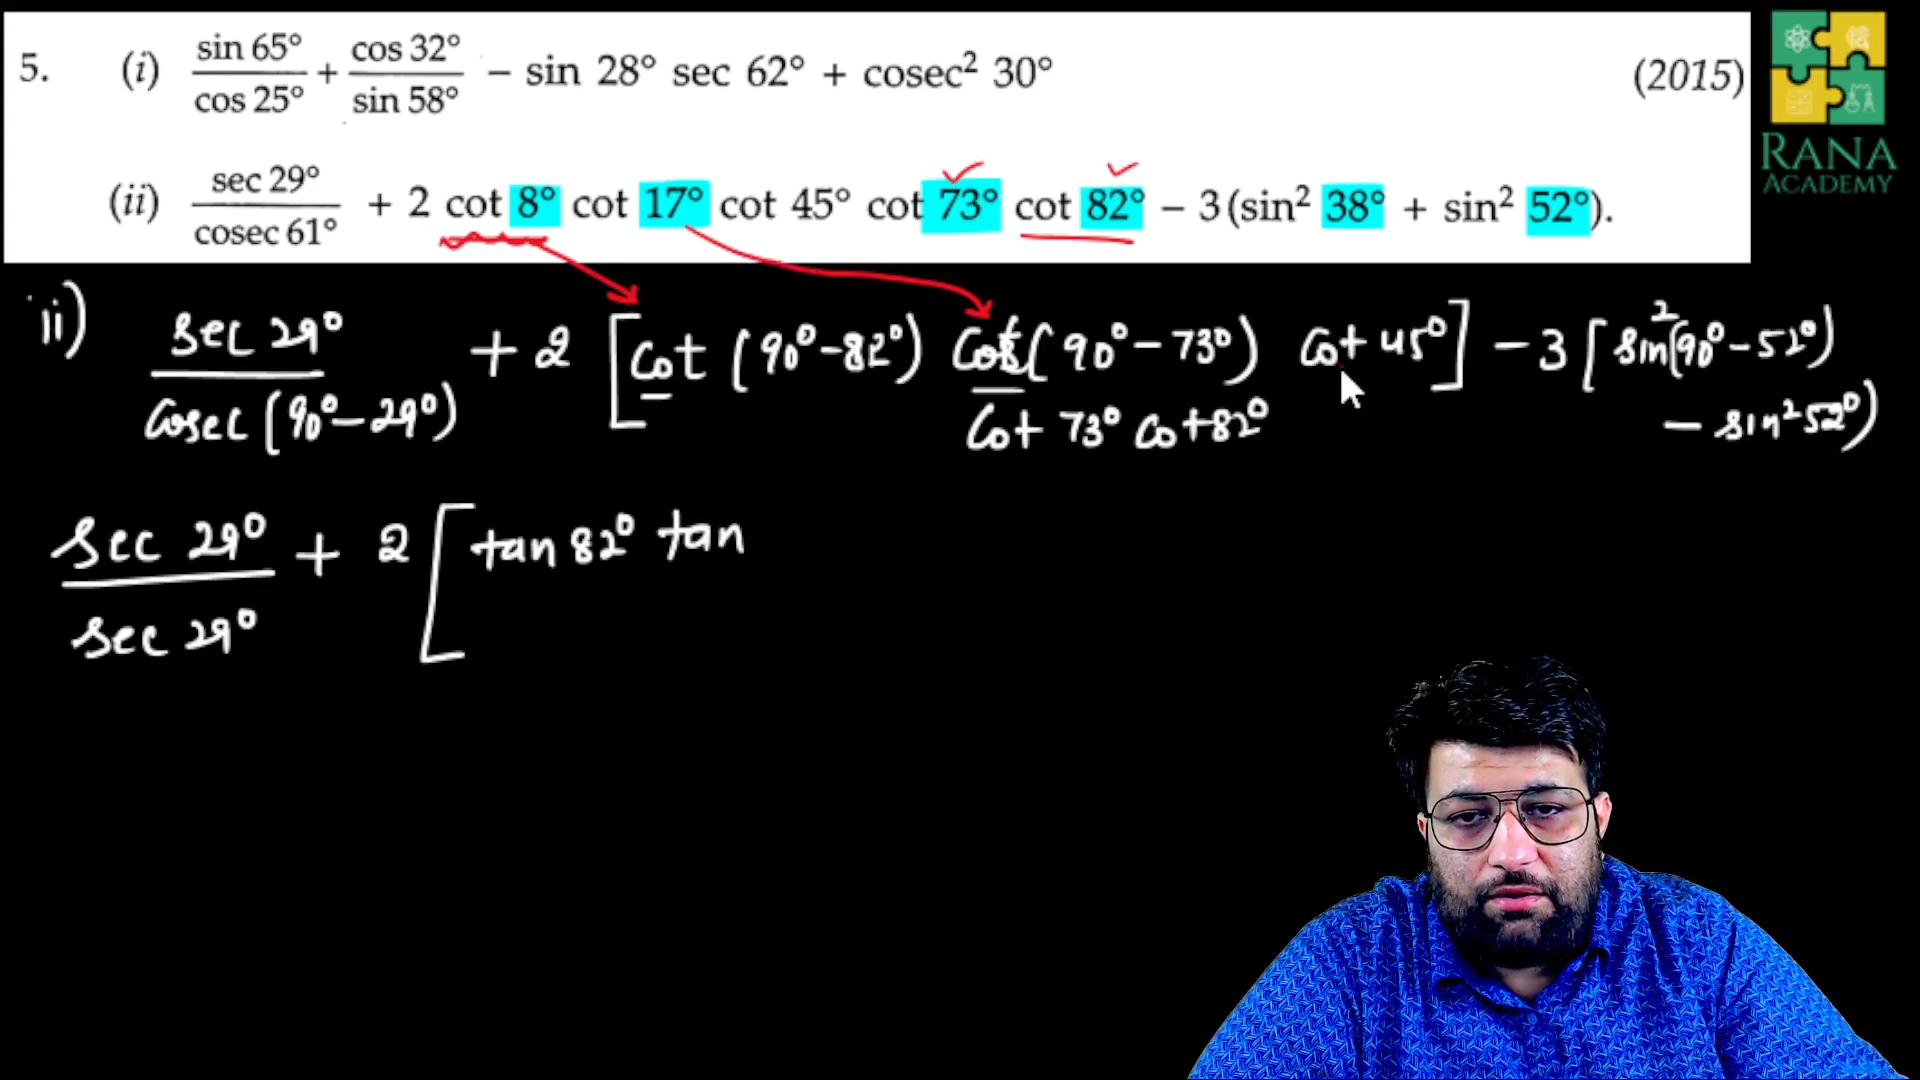 5. (i) sin 65°/cos 25° + cos 32°/sin 58° − sin 28° sec 62° + cosec² 30° (2015)
(ii) sec 29°/cosec 61° + 2 cot 8° cot 17° cot 45° cot 73° cot 82° − 3(sin² 38° + sin² 52°).
RANA
ACADEMY
ii) sec 29°/cosec (90°−29°) + 2 [cot (90°−82°) cot (90°−73°) cot 45°] − 3 [sin²(90°−52°)
cot 73° cot 82° − sin² 52°)
sec 29°/sec 29° + 2 [tan 82° tan